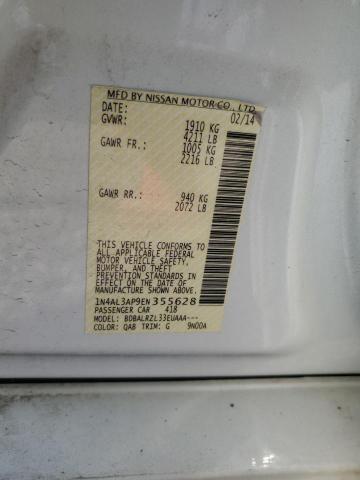 MFD BY NISSAN MOTOR CO., LTD.
DATE: 02/14
GVWR: 1910 KG
4211 LB
GAWR FR.: 1005 KG
2216 LB
GAWR RR.: 940 KG
2072 LB
THIS VEHICLE CONFORMS TO
ALL APPLICABLE FEDERAL
MOTOR VEHICLE SAFETY,
BUMPER, AND THEFT
PREVENTION STANDARDS IN
EFFECT ON THE DATE OF
MANUFACTURE SHOWN ABOVE.
1N4AL3AP9EN355628
PASSENGER CAR 418
MODEL: BDBALRZL33EUAAA---
COLOR: QAB TRIM: G 9N00A